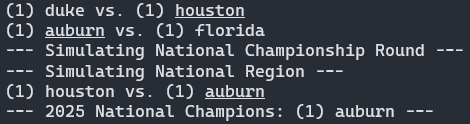 (1) duke vs. (1) houston
(1) auburn vs. (1) florida
--- Simulating National Championship Round ---
--- Simulating National Region ---
(1) houston vs. (1) auburn
--- 2025 National Champions: (1) auburn ---